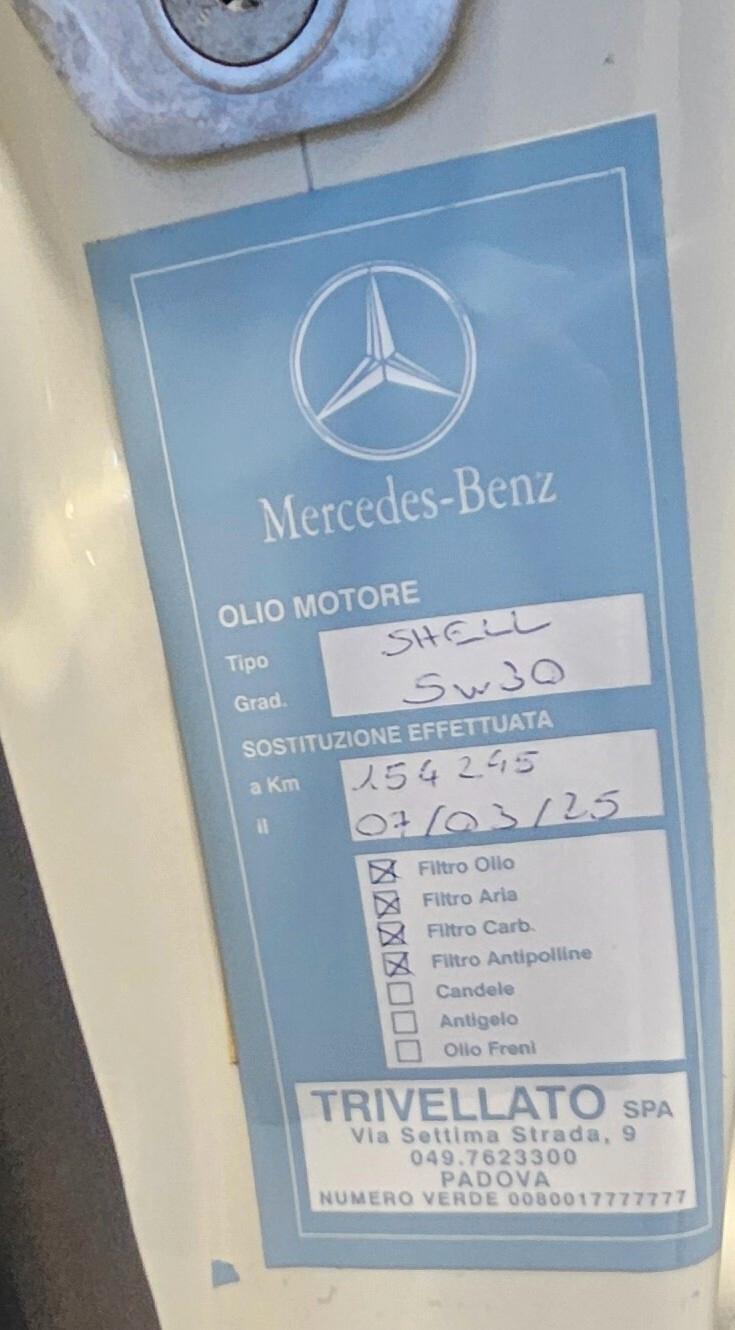 Mercedes-Benz
OLIO MOTORE
Tipo SHELL
Grad. 5w30
SOSTITUZIONE EFFETTUATA
a Km 154 245
il 07/03/25
Filtro Olio
Filtro Aria
Filtro Carb.
Filtro Antipolline
Candele
Antigelo
Olio Freni
TRIVELLATO SPA
Via Settima Strada, 9
049.7623300
PADOVA
NUMERO VERDE 0080017777777